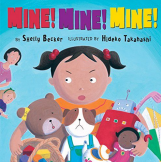 MINE! MINE! MINE!
BY Shelly Becker ILLUSTRATED BY Hideko Takahashi